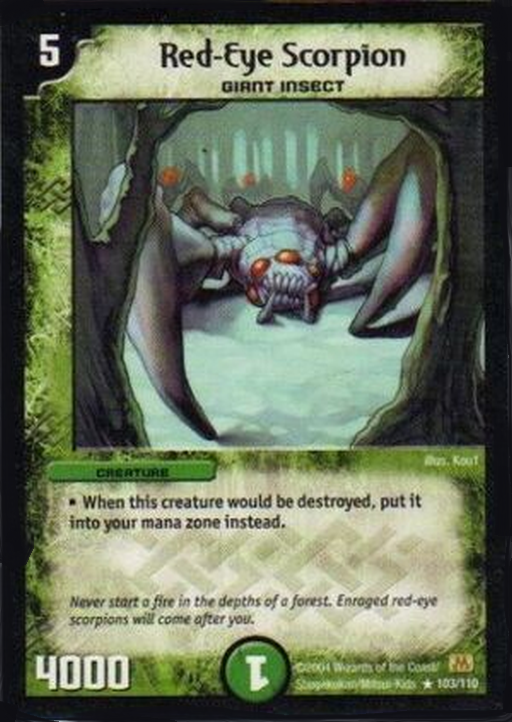 5
Red-Eye Scorpion
GIANT INSECT
illus. KouT
CREATURE
▪ When this creature would be destroyed, put it
into your mana zone instead.
Never start a fire in the depths of a forest. Enraged red-eye
scorpions will come after you.
4000
1
©2004 Wizards of the Coast/
Shogakukan/Mitsui-Kids ★ 103/110